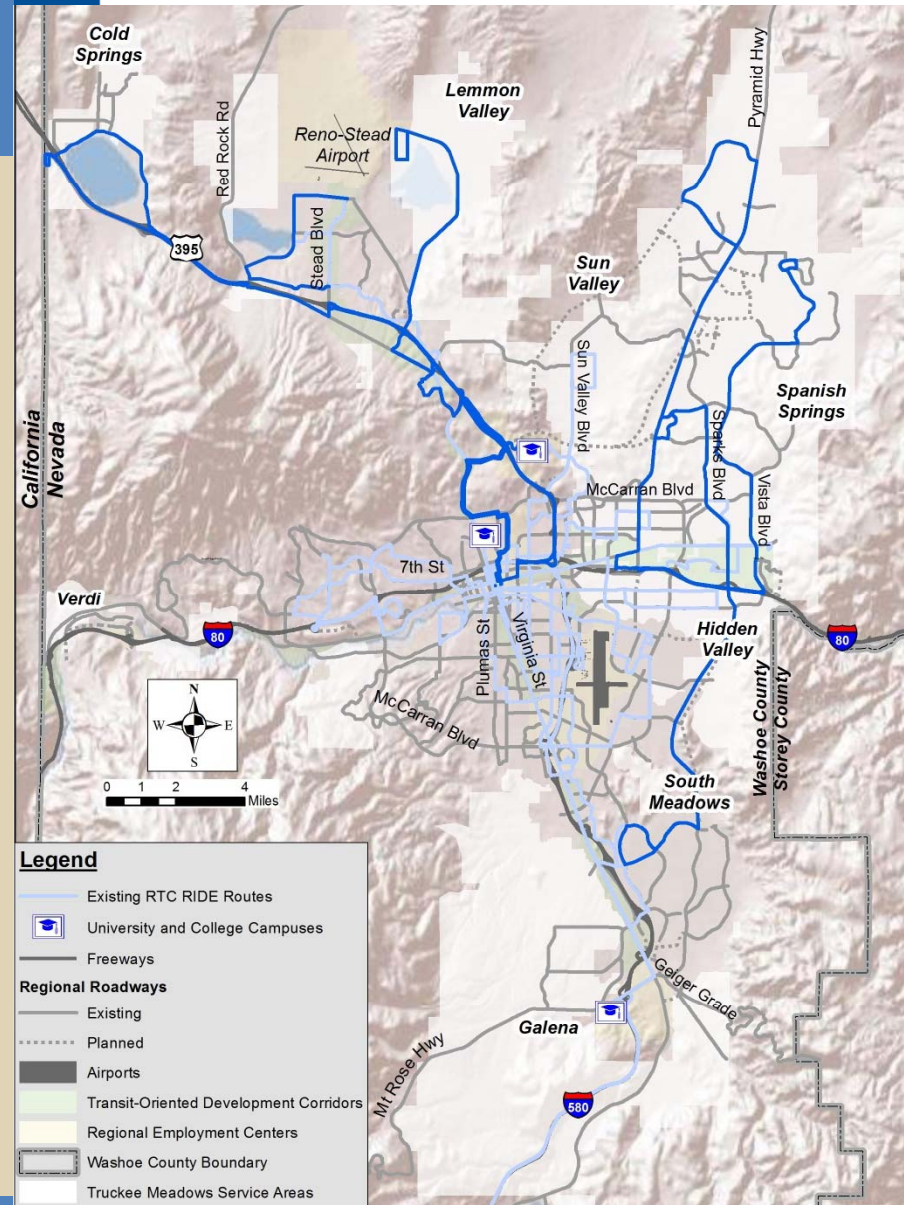 Cold
Springs
Lemmon
Valley
Pyramid Hwy
Red Rock Rd
Reno-Stead
Airport
395
Stead Blvd
Sun
Valley
Sun Valley Blvd
Spanish
Springs
Sparks Blvd
California
Nevada
McCarran Blvd
Vista Blvd
7th St
Verdi
80
Plumas St
Virginia St
Hidden
Valley
80
Washoe County
Storey County
N
W
E
S
McCarran Blvd
0 1 2 4
Miles
South
Meadows
Geiger Grade
Galena
Mt Rose Hwy
580
Legend
Existing RTC RIDE Routes
University and College Campuses
Freeways
Regional Roadways
Existing
Planned
Airports
Transit-Oriented Development Corridors
Regional Employment Centers
Washoe County Boundary
Truckee Meadows Service Areas